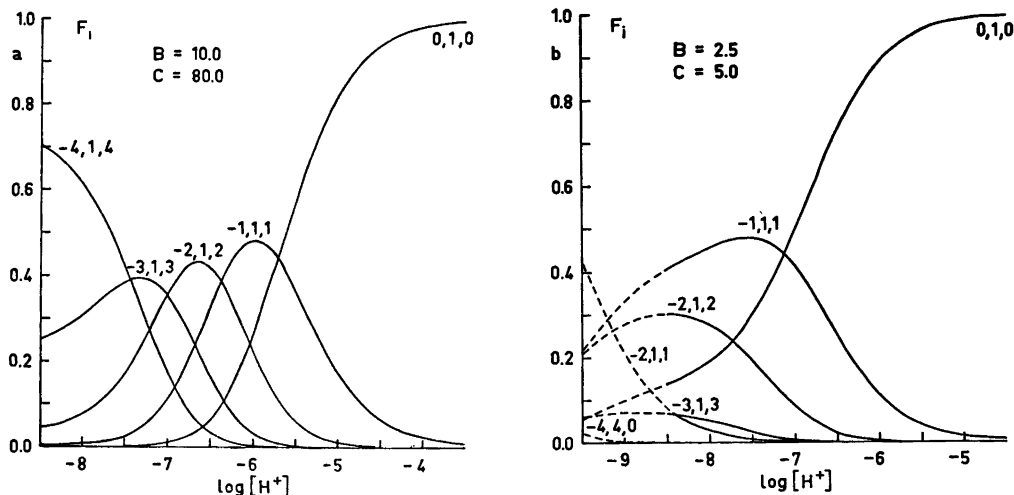 1.0
Fᵢ
a
B = 10.0
C = 80.0
0,1,0
0.8
-4,1,4
0.6
-1,1,1
-2,1,2
-3,1,3
0.4
0.2
0.0
-8 -7 -6 -5 -4
log [H⁺]
1.0
Fᵢ
b
B = 2.5
C = 5.0
0,1,0
0.8
0.6
-1,1,1
0.4
-2,1,2
-2,1,1
0.2
-3,1,3
-4,4,0
0.0
-9 -8 -7 -6 -5
log [H⁺]